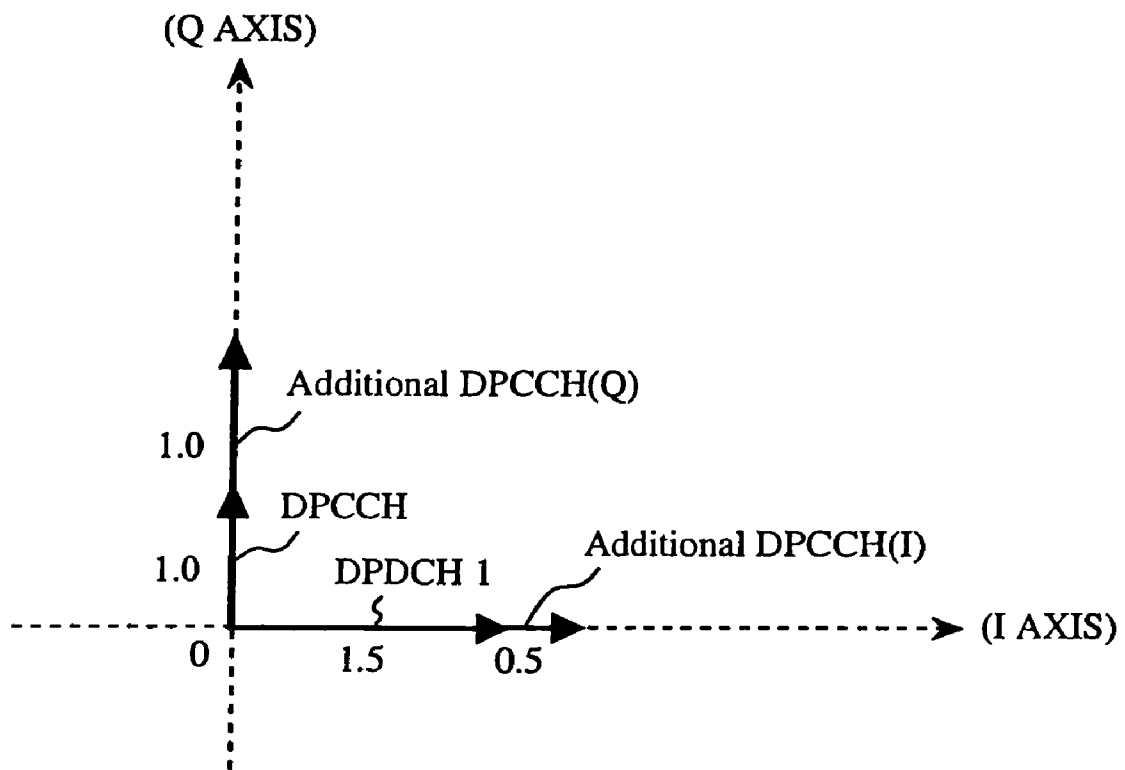 (Q AXIS)
Additional DPCCH(Q)
1.0
DPCCH
1.0
DPDCH 1
Additional DPCCH(I)
(I AXIS)
0
1.5
0.5